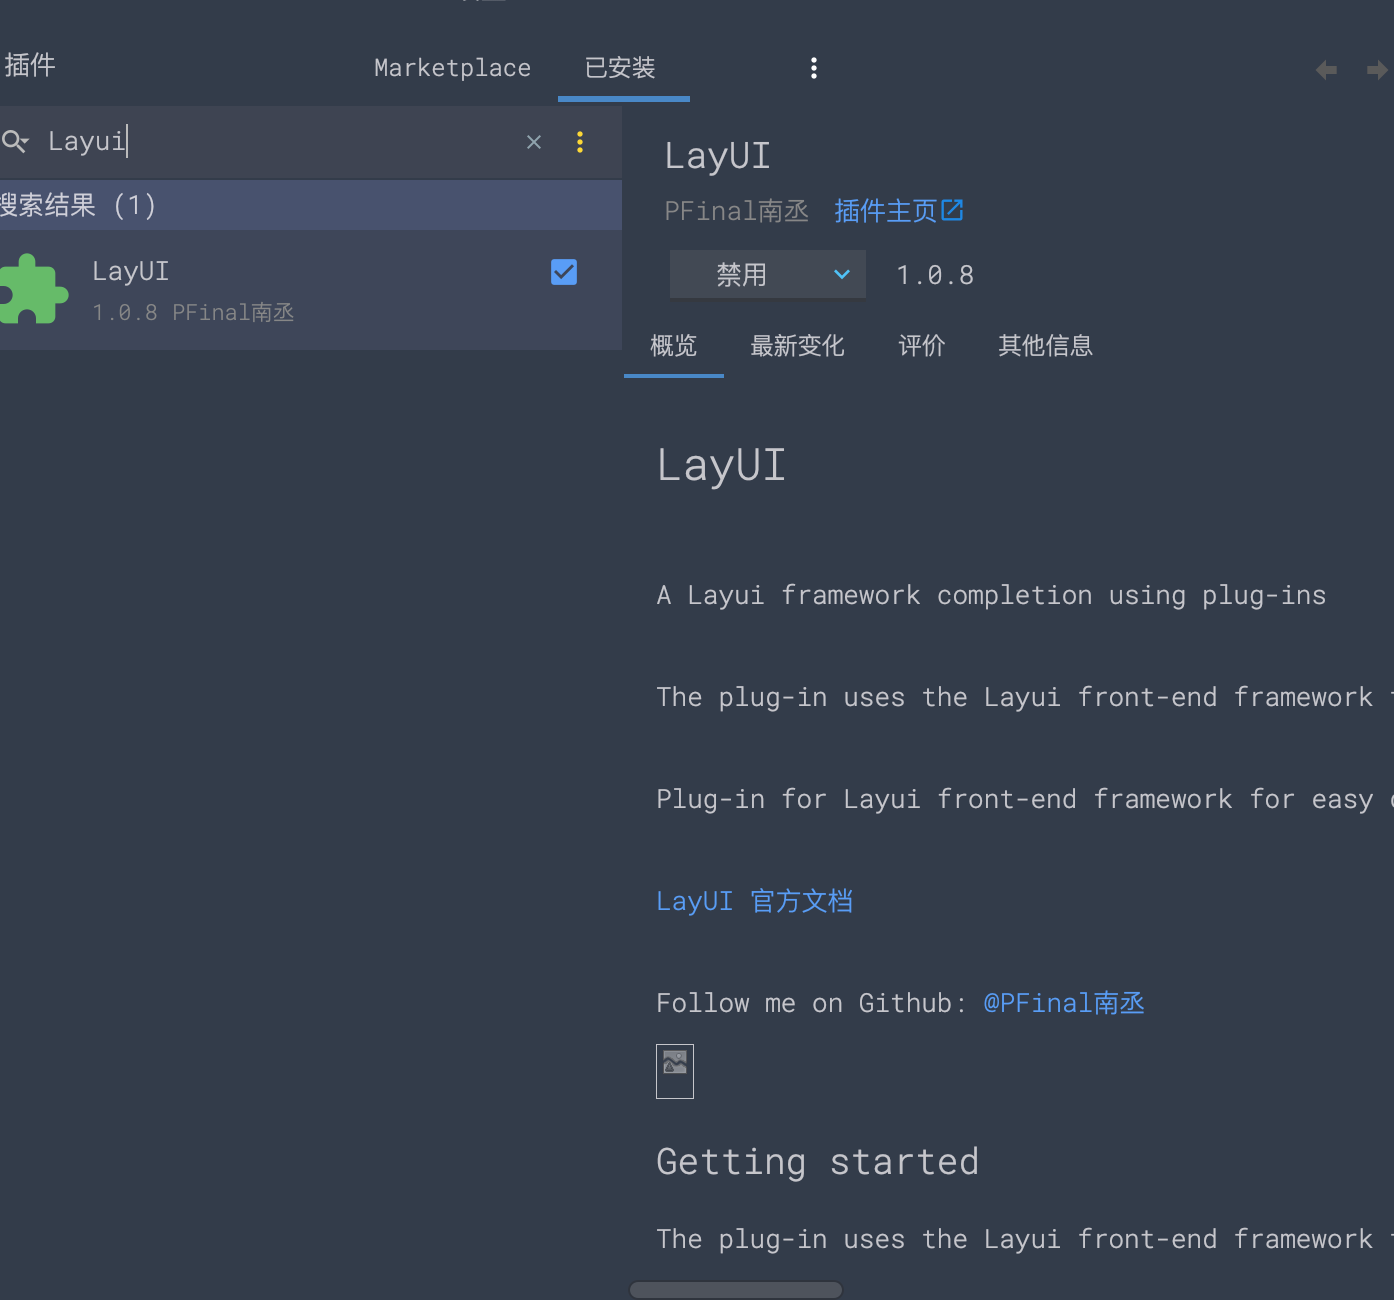 插件
Marketplace
已安装
Layui
搜索结果 (1)
LayUI
1.0.8 PFinal南丞
LayUI
PFinal南丞 插件主页
禁用
1.0.8
概览 最新变化 评价 其他信息
LayUI
A Layui framework completion using plug-ins
The plug-in uses the Layui front-end framework
Plug-in for Layui front-end framework for easy
LayUI 官方文档
Follow me on Github: @PFinal南丞
Getting started
The plug-in uses the Layui front-end framework